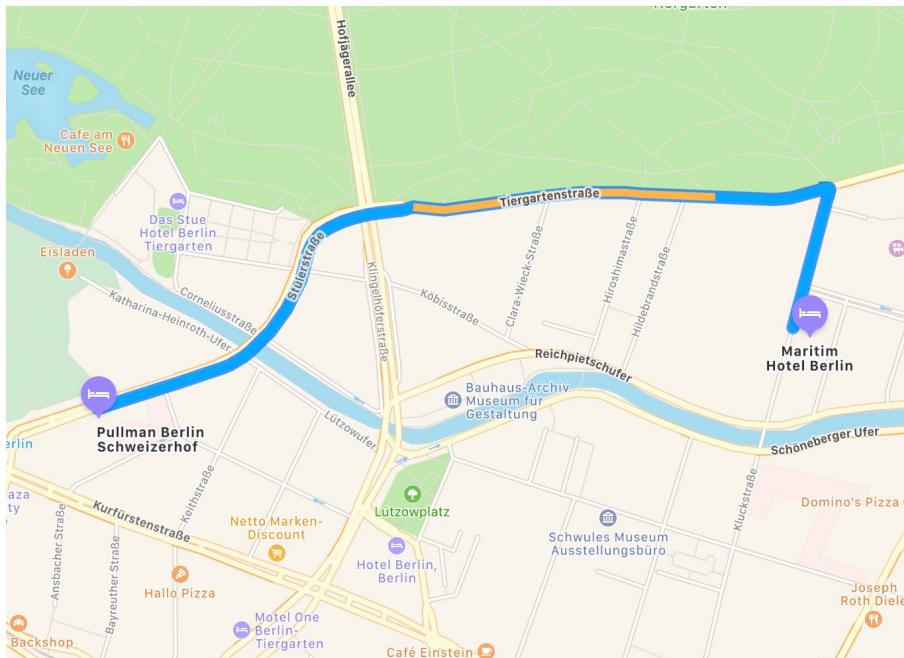 Tiergarten
Hofjägerallee
Neuer
See
Cafe am
Neuen See
Das Stue
Hotel Berlin
Tiergarten
Tiergartenstraße
Eisladen
Stülerstraße
Corneliusstraße
Katharina-Heinroth-Ufer
Klingelhöferstraße
Köbisstraße
Clara-Wieck-Straße
Hiroshimastraße
Hildebrandstraße
Reichpietschufer
Maritim
Hotel Berlin
Bauhaus-Archiv
Museum für
Gestaltung
Pullman Berlin
Schweizerhof
Lützowufer
Schöneberger Ufer
Keithstraße
Kurfürstenstraße
Lützowplatz
Kluckstraße
Domino's Pizza
Netto Marken-
Discount
Schwules Museum
Ausstellungsbüro
Ansbacher Straße
Bayreuther Straße
Hotel Berlin,
Berlin
Hallo Pizza
Joseph
Roth Diele
Motel One
Berlin-
Tiergarten
Backshop
Café Einstein